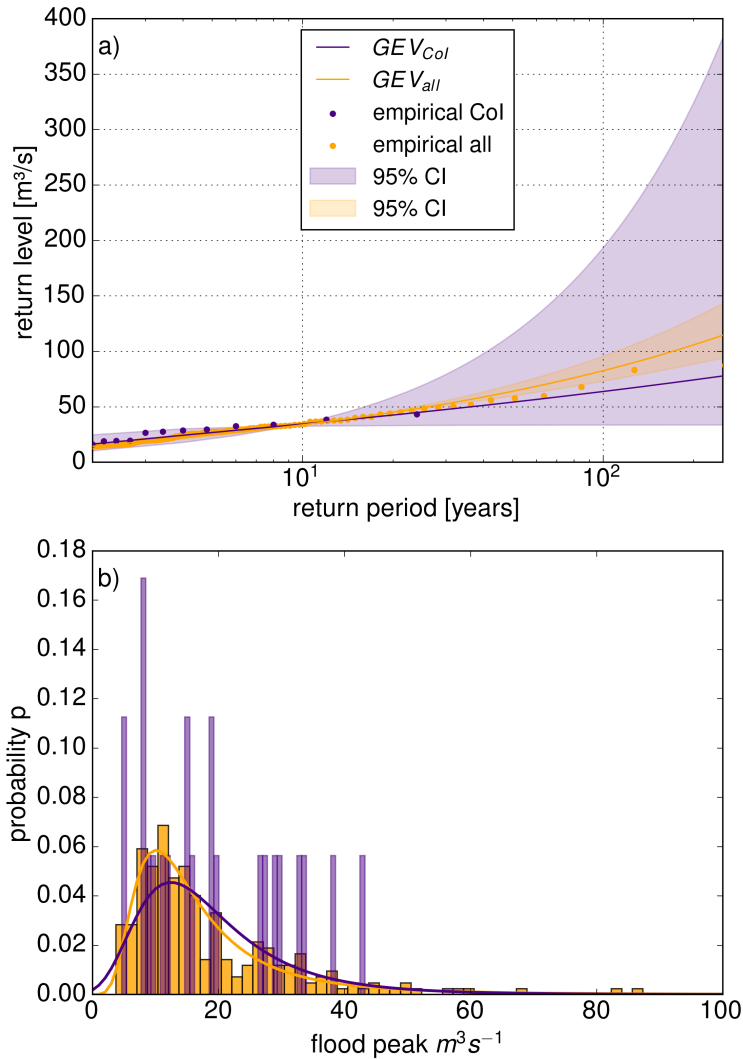 400
350
300
250
200
150
100
50
0
return level [m³/s]
a)
GEV_CoI
GEV_all
empirical CoI
empirical all
95% CI
95% CI
10¹
10²
return period [years]
0.18
0.16
0.14
0.12
0.10
0.08
0.06
0.04
0.02
0.00
probability p
b)
0
20
40
60
80
100
flood peak m³s⁻¹